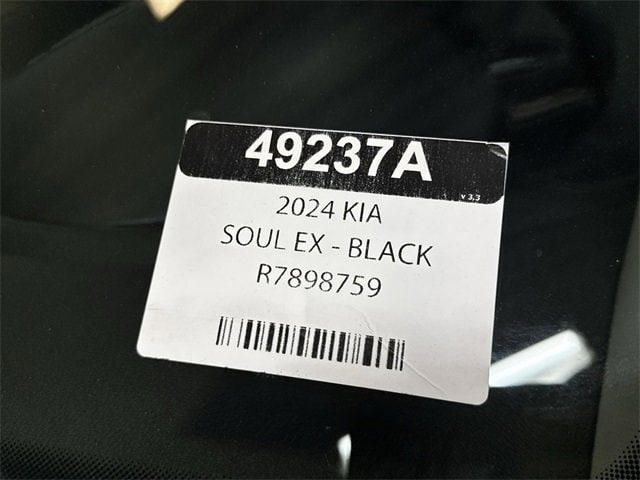 49237A
v 3.3
2024 KIA
SOUL EX - BLACK
R7898759